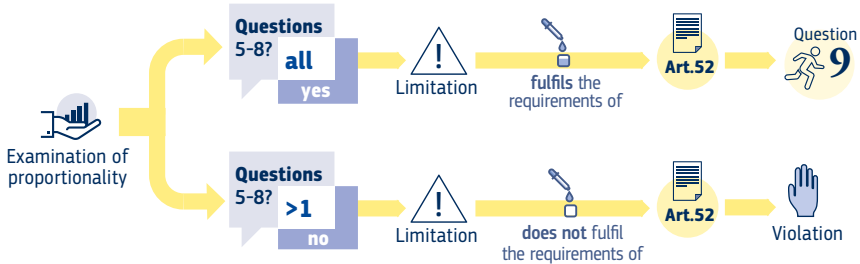 Examination of
proportionality
Questions
5-8?
all
yes
!
Limitation
fulfils the
requirements of
Art.52
Question
9
Questions
5-8?
>1
no
!
Limitation
does not fulfil
the requirements of
Art.52
Violation